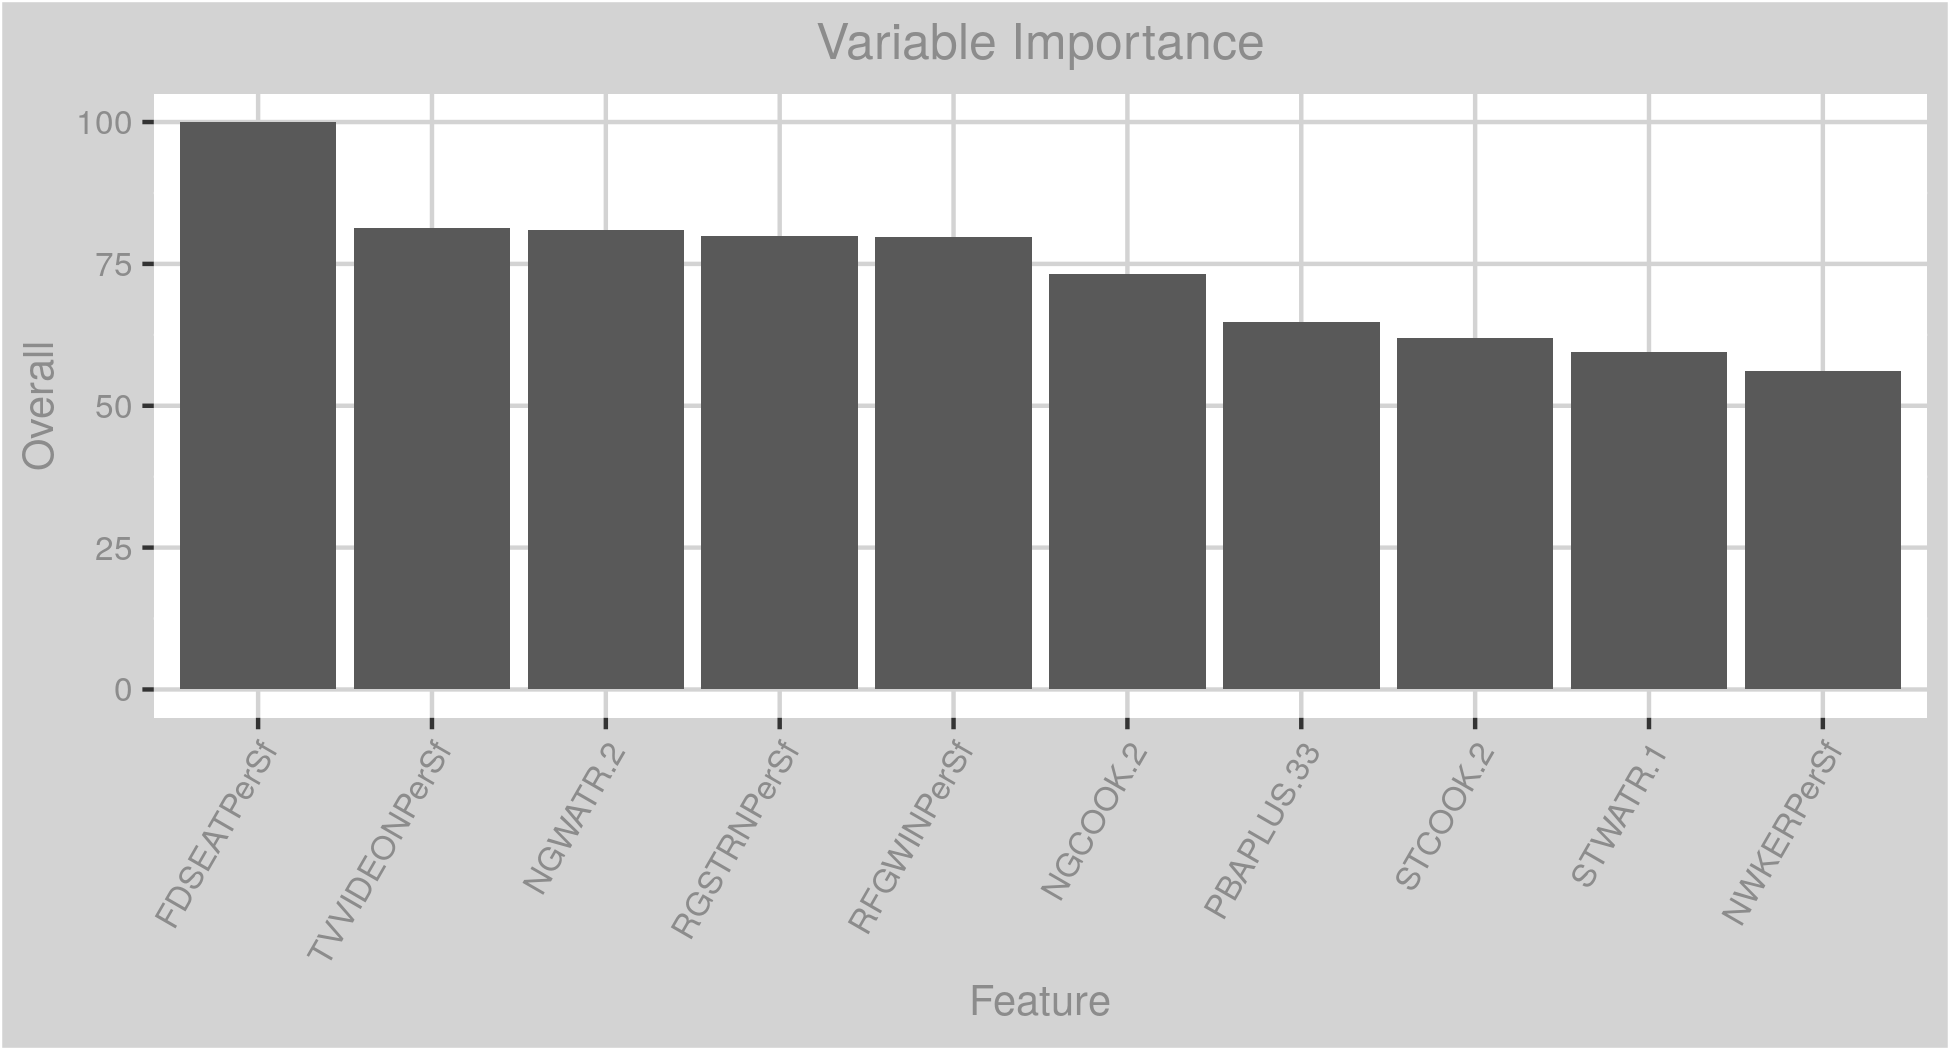 Variable Importance
100
75
50
25
0
Overall
FDSEATPerSf
TVVIDEONPerSf
NGWATR.2
RGSTRNPerSf
RFGWINPerSf
NGCOOK.2
PBAPLUS.33
STCOOK.2
STWATR.1
NWKERPerSf
Feature